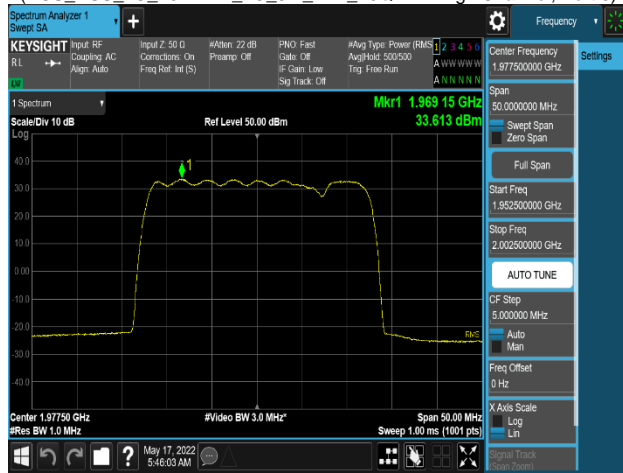 Spectrum Analyzer 1
Swept SA
Frequency
KEYSIGHT
RL
Input: RF
Coupling: AC
Align: Auto
Input Z: 50 Ω
Corrections: On
Freq Ref: Int (S)
#Atten: 22 dB
Preamp: Off
PNO: Fast
Gate: Off
IF Gain: Low
Sig Track: Off
#Avg Type: Power (RMS
Avg|Hold: 500/500
Trig: Free Run
1 2 3 4 5 6
A W W W W W
A N N N N N
Settings
Center Frequency
1.977500000 GHz
Span
50.0000000 MHz
Swept Span
Zero Span
Full Span
Start Freq
1.952500000 GHz
Stop Freq
2.002500000 GHz
AUTO TUNE
CF Step
5.000000 MHz
Auto
Man
Freq Offset
0 Hz
X Axis Scale
Log
Lin
Signal Track
(Span Zoom)
1 Spectrum
Scale/Div 10 dB
Log
Ref Level 50.00 dBm
Mkr1 1.969 15 GHz
33.613 dBm
1
40.0
30.0
20.0
10.0
0.00
-10.0
-20.0
-30.0
-40.0
RMS
Center 1.97750 GHz
#Res BW 1.0 MHz
#Video BW 3.0 MHz*
Span 50.00 MHz
Sweep 1.00 ms (1001 pts)
May 17, 2022
5:46:03 AM